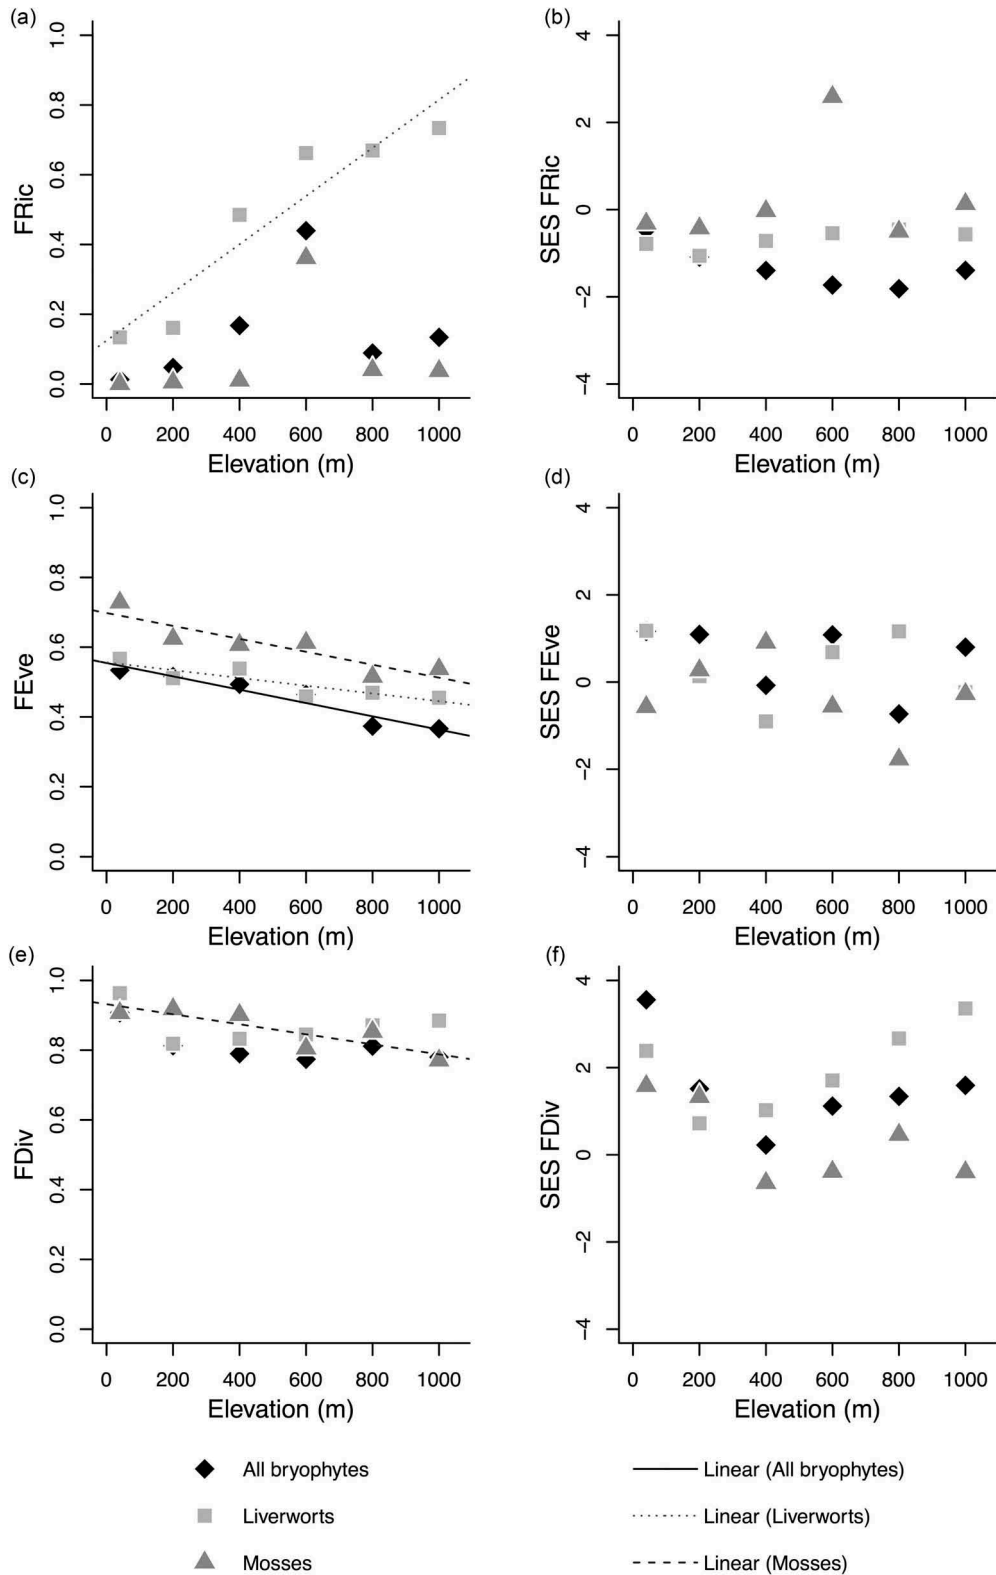 (a)
1.0
0.8
0.6
0.4
0.2
0.0
FRic
0 200 400 600 800 1000
Elevation (m)
(b)
4
2
0
−2
−4
SES FRic
0 200 400 600 800 1000
Elevation (m)
(c)
1.0
0.8
0.6
0.4
0.2
0.0
FEve
0 200 400 600 800 1000
Elevation (m)
(d)
4
2
0
−2
−4
SES FEve
0 200 400 600 800 1000
Elevation (m)
(e)
1.0
0.8
0.6
0.4
0.2
0.0
FDiv
0 200 400 600 800 1000
Elevation (m)
(f)
4
2
0
−2
−4
SES FDiv
0 200 400 600 800 1000
Elevation (m)
All bryophytes
Liverworts
Mosses
Linear (All bryophytes)
Linear (Liverworts)
Linear (Mosses)